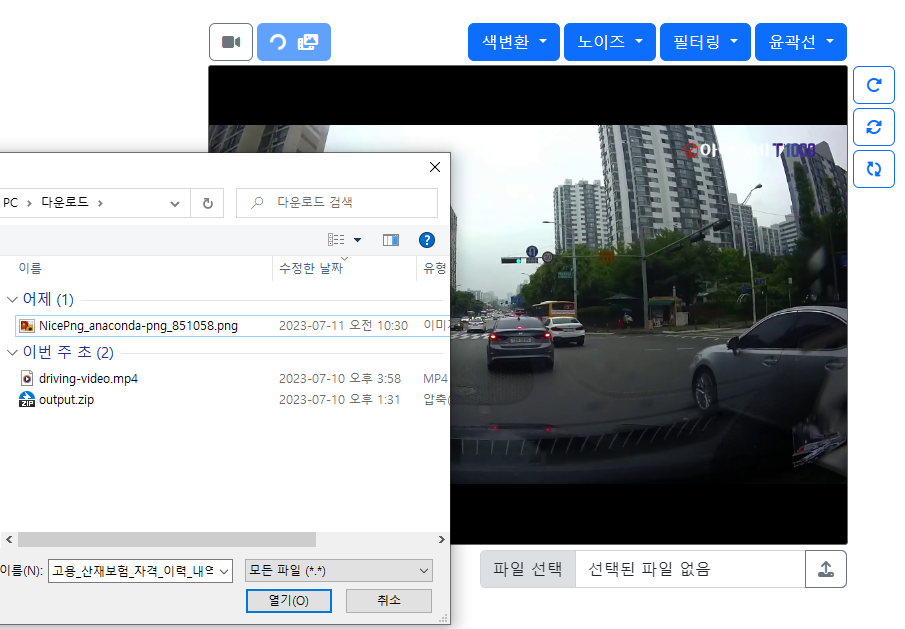 색변환 노이즈 필터링 윤곽선
T1000
PC 다운로드 다운로드 검색
이름 수정한 날짜 유형
어제 (1)
NicePng_anaconda-png_851058.png 2023-07-11 오전 10:30 이미
이번 주 초 (2)
driving-video.mp4 2023-07-10 오후 3:58 MP4
output.zip 2023-07-10 오후 1:31 압축
이름(N): 고용_산재보험_자격_이력_내역 모든 파일 (*.*)
열기(O) 취소
파일 선택 선택된 파일 없음